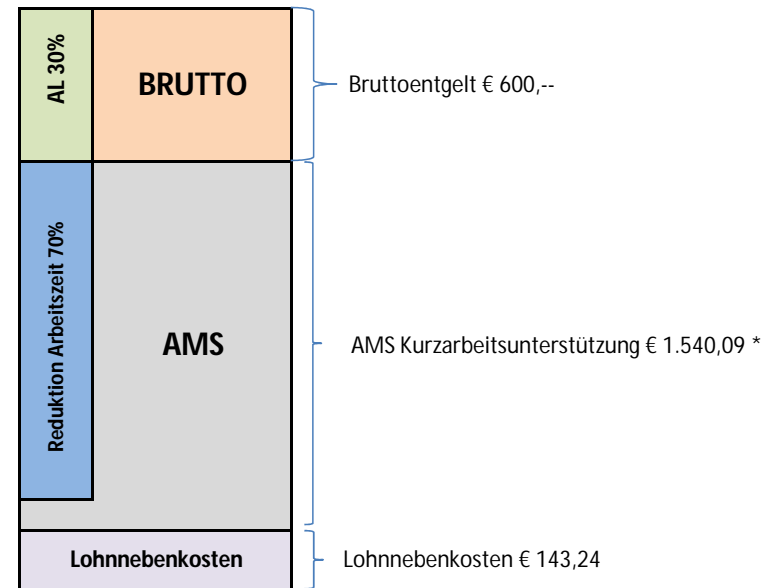 AL 30%
BRUTTO
Bruttoentgelt € 600,--
Reduktion Arbeitszeit 70%
AMS
AMS Kurzarbeitsunterstützung € 1.540,09 *
Lohnnebenkosten
Lohnnebenkosten € 143,24